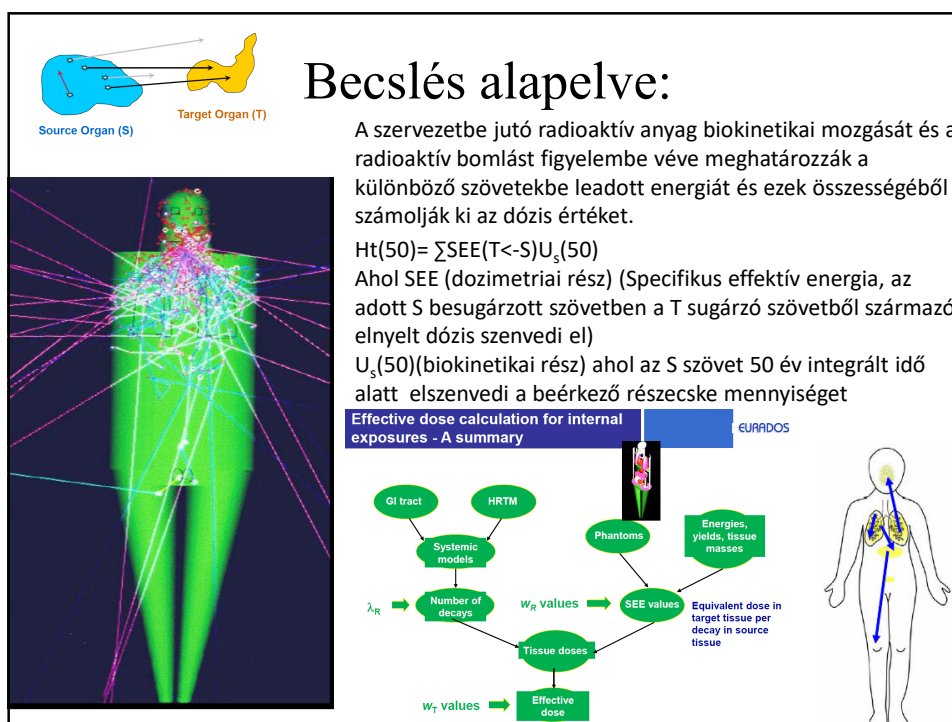 Becslés alapelve:
Source Organ (S)
Target Organ (T)
A szervezetbe jutó radioaktív anyag biokinetikai mozgását és a
radioaktív bomlást figyelembe véve meghatározzák a
különböző szövetekbe leadott energiát és ezek összességéből
számolják ki az dózis értéket.
Ht(50)= ∑SEE(T<-S)Uₛ(50)
Ahol SEE (dozimetriai rész) (Specifikus effektív energia, az
adott S besugárzott szövetben a T sugárzó szövetből származó
elnyelt dózis szenvedi el)
Uₛ(50)(biokinetikai rész) ahol az S szövet 50 év integrált idő
alatt elszenvedi a beérkező részecske mennyiséget
Effective dose calculation for internal
exposures - A summary
EURADOS
GI tract
HRTM
Phantoms
Energies,
yields, tissue
masses
Systemic
models
λR
Number of
decays
wR values
SEE values
Equivalent dose in
target tissue per
decay in source
tissue
Tissue doses
wT values
Effective
dose